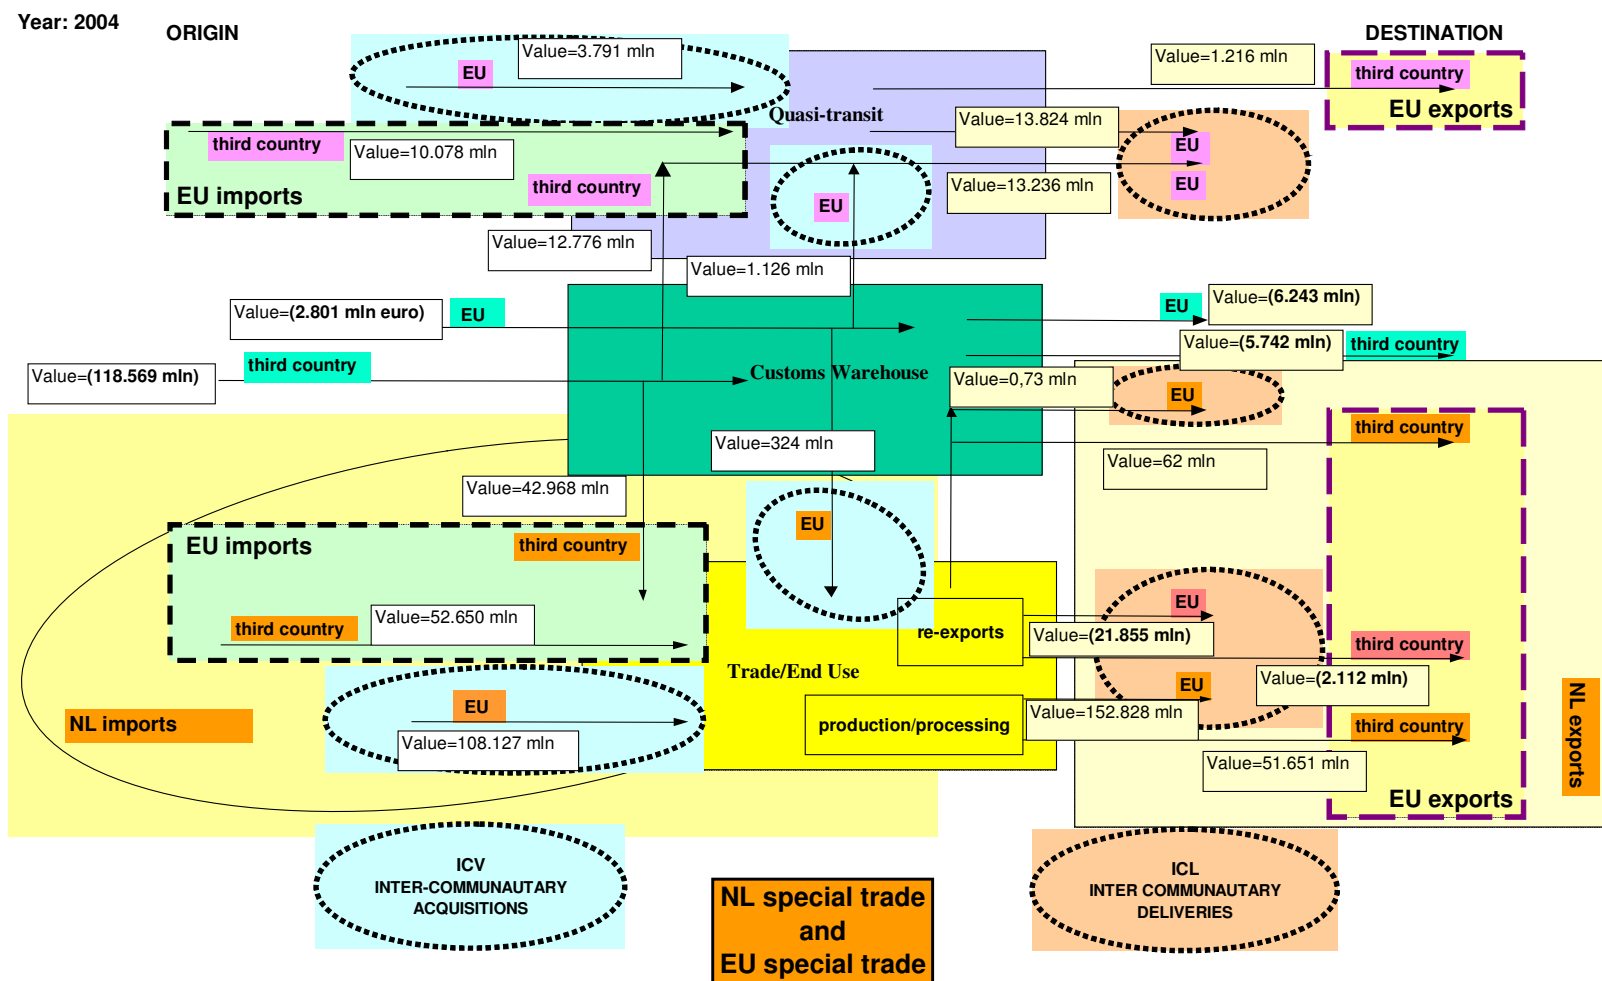 Year: 2004
ORIGIN
DESTINATION
Value=3.791 mln
EU
Value=1.216 mln
third country
EU exports
Quasi-transit
Value=13.824 mln
third country
Value=10.078 mln
EU
EU imports
third country
EU
Value=13.236 mln
EU
Value=12.776 mln
Value=1.126 mln
Value=(2.801 mln euro)
EU
EU
Value=(6.243 mln)
Value=(5.742 mln)
third country
Value=(118.569 mln)
third country
Customs Warehouse
Value=0,73 mln
EU
third country
Value=324 mln
Value=62 mln
Value=42.968 mln
EU
EU imports
third country
Value=52.650 mln
third country
EU
re-exports
Value=(21.855 mln)
third country
Trade/End Use
EU
Value=(2.112 mln)
NL imports
EU
production/processing
Value=152.828 mln
third country
NL exports
Value=108.127 mln
Value=51.651 mln
EU exports
ICV
INTER-COMMUNAUTARY
ACQUISITIONS
ICL
INTER COMMUNAUTARY
DELIVERIES
NL special trade
and
EU special trade